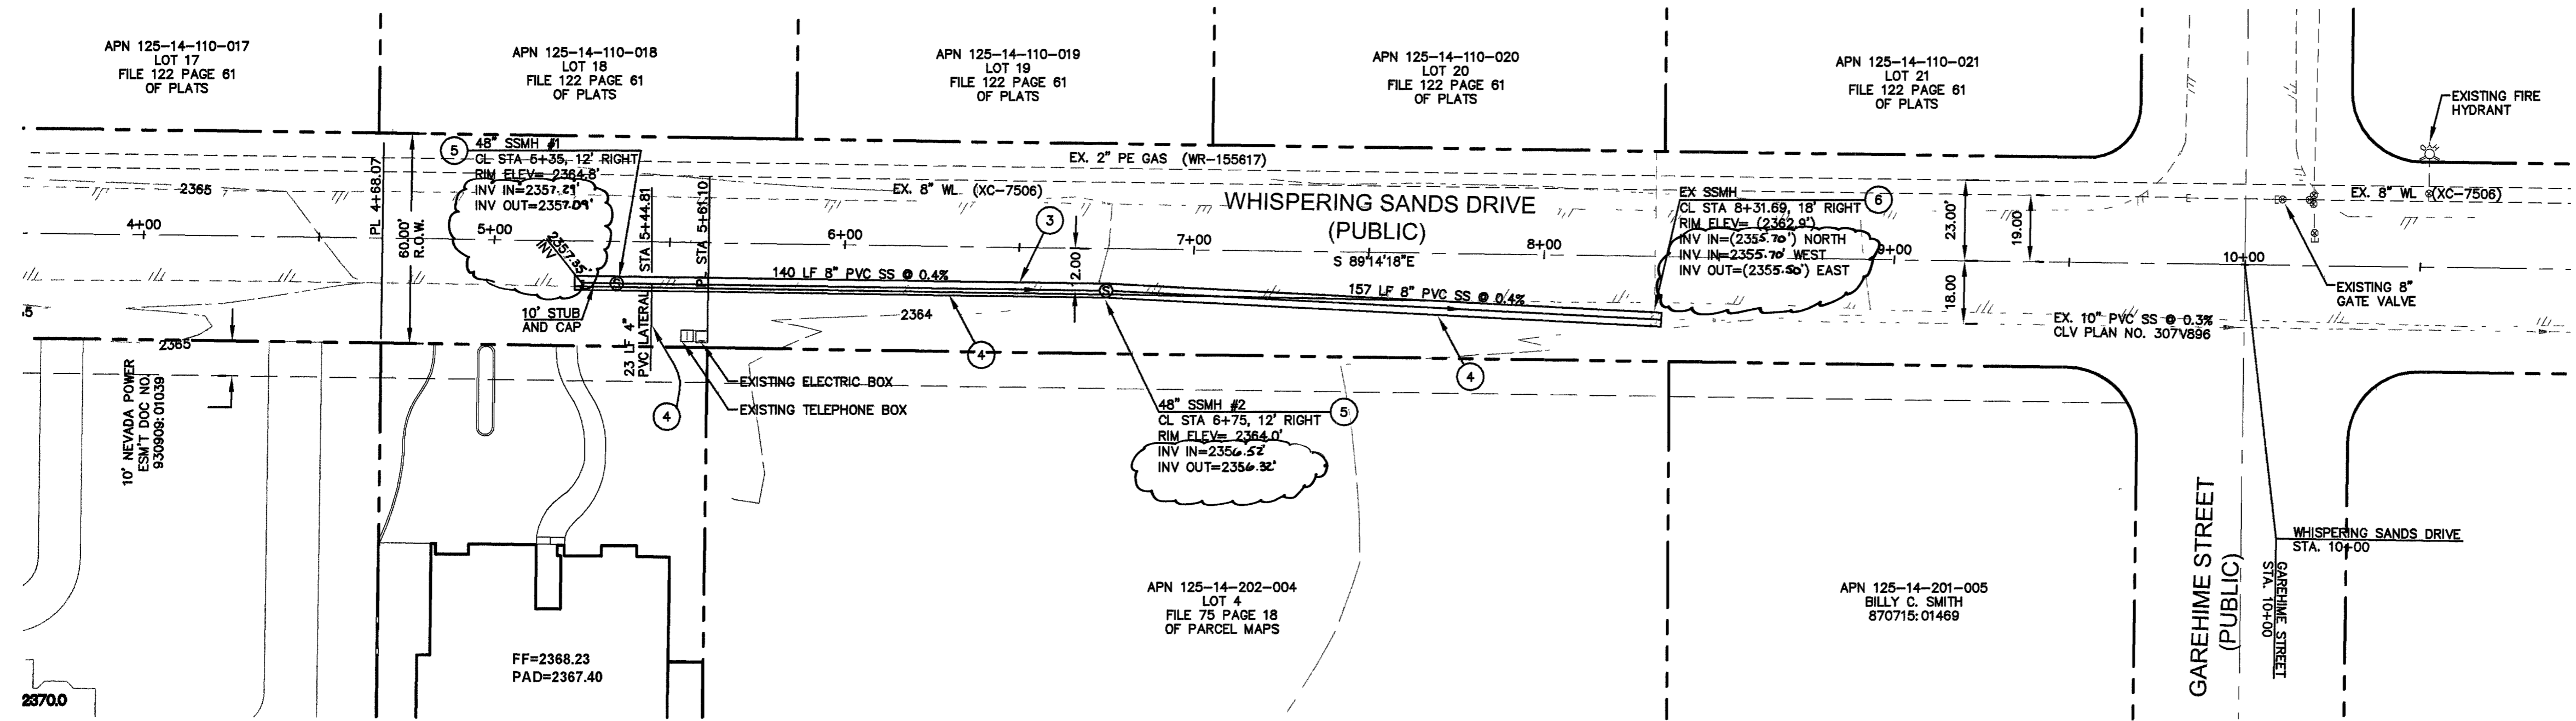 APN 125-14-110-017
LOT 17
FILE 122 PAGE 61
OF PLATS
APN 125-14-110-018
LOT 18
FILE 122 PAGE 61
OF PLATS
APN 125-14-110-019
LOT 19
FILE 122 PAGE 61
OF PLATS
APN 125-14-110-020
LOT 20
FILE 122 PAGE 61
OF PLATS
APN 125-14-110-021
LOT 21
FILE 122 PAGE 61
OF PLATS
EXISTING FIRE
HYDRANT
5
48" SSMH #1
CL STA 5+35, 12' RIGHT
RIM ELEV= 2364.8'
INV IN=2357.29'
INV OUT=2357.09'
EX. 2" PE GAS (WR-155617)
EX. 8" WL (XC-7506)
WHISPERING SANDS DRIVE
(PUBLIC)
S 89°14'18"E
EX SSMH
6
CL STA 8+31.69, 18' RIGHT
RIM ELEV= (2362.9')
INV IN=(2355.70') NORTH
INV IN=2355.70' WEST
INV OUT=(2355.50') EAST
EX. 8" WL (XC-7506)
2365
PL 4+68.07
60.00'
R.O.W.
4+00
5+00
6+00
7+00
8+00
9+00
10+00
2357.35'
INV
STA 5+44.81
PL STA 5+61.10
3
12.00'
23.00'
19.00
18.00
140 LF 8" PVC SS @ 0.4%
157 LF 8" PVC SS @ 0.4%
EXISTING 8"
GATE VALVE
EX. 10" PVC SS @ 0.3%
CLV PLAN NO. 307V896
10' STUB
AND CAP
2364
.5
2365
23 LF 4"
PVC LATERAL
4
4
4
10' NEVADA POWER
ESM'T DOC NO.
930909:01039
EXISTING ELECTRIC BOX
EXISTING TELEPHONE BOX
48" SSMH #2
5
CL STA 6+75, 12' RIGHT
RIM ELEV= 2364.0'
INV IN=2356.52'
INV OUT=2356.32'
GAREHIME STREET
(PUBLIC)
WHISPERING SANDS DRIVE
STA. 10+00
GAREHIME STREET
STA. 10+00
APN 125-14-202-004
LOT 4
FILE 75 PAGE 18
OF PARCEL MAPS
APN 125-14-201-005
BILLY C. SMITH
870715:01469
FF=2368.23
PAD=2367.40
2370.0